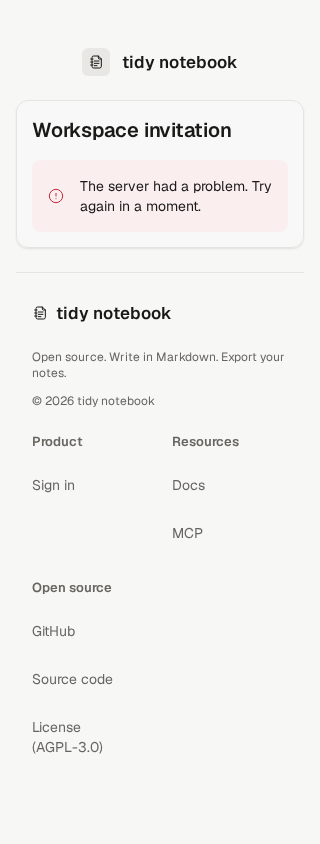 tidy notebook
Workspace invitation
The server had a problem. Try
again in a moment.
tidy notebook
Open source. Write in Markdown. Export your
notes.
© 2026 tidy notebook
Product
Sign in
Resources
Docs
MCP
Open source
GitHub
Source code
License
(AGPL-3.0)